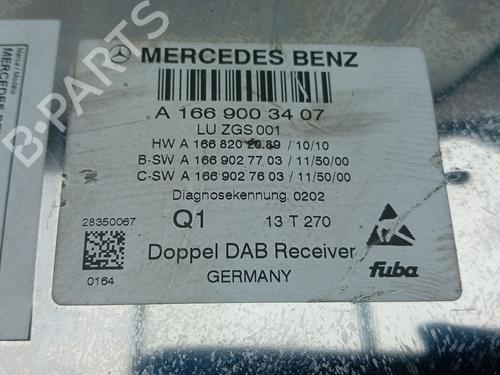 Marca / Modelo
MERCEDES BENZ
A 166 900 34 07
LU ZGS 001
HW A 166 820 20 89 / 10/10
B-SW A 166 902 77 03 / 11/50/00
C-SW A 166 902 76 03 / 11/50/00
Diagnosekennung 0202
28350067
Q1
13 T 270
0164
Doppel DAB Receiver
GERMANY
fuba
B-PARTS